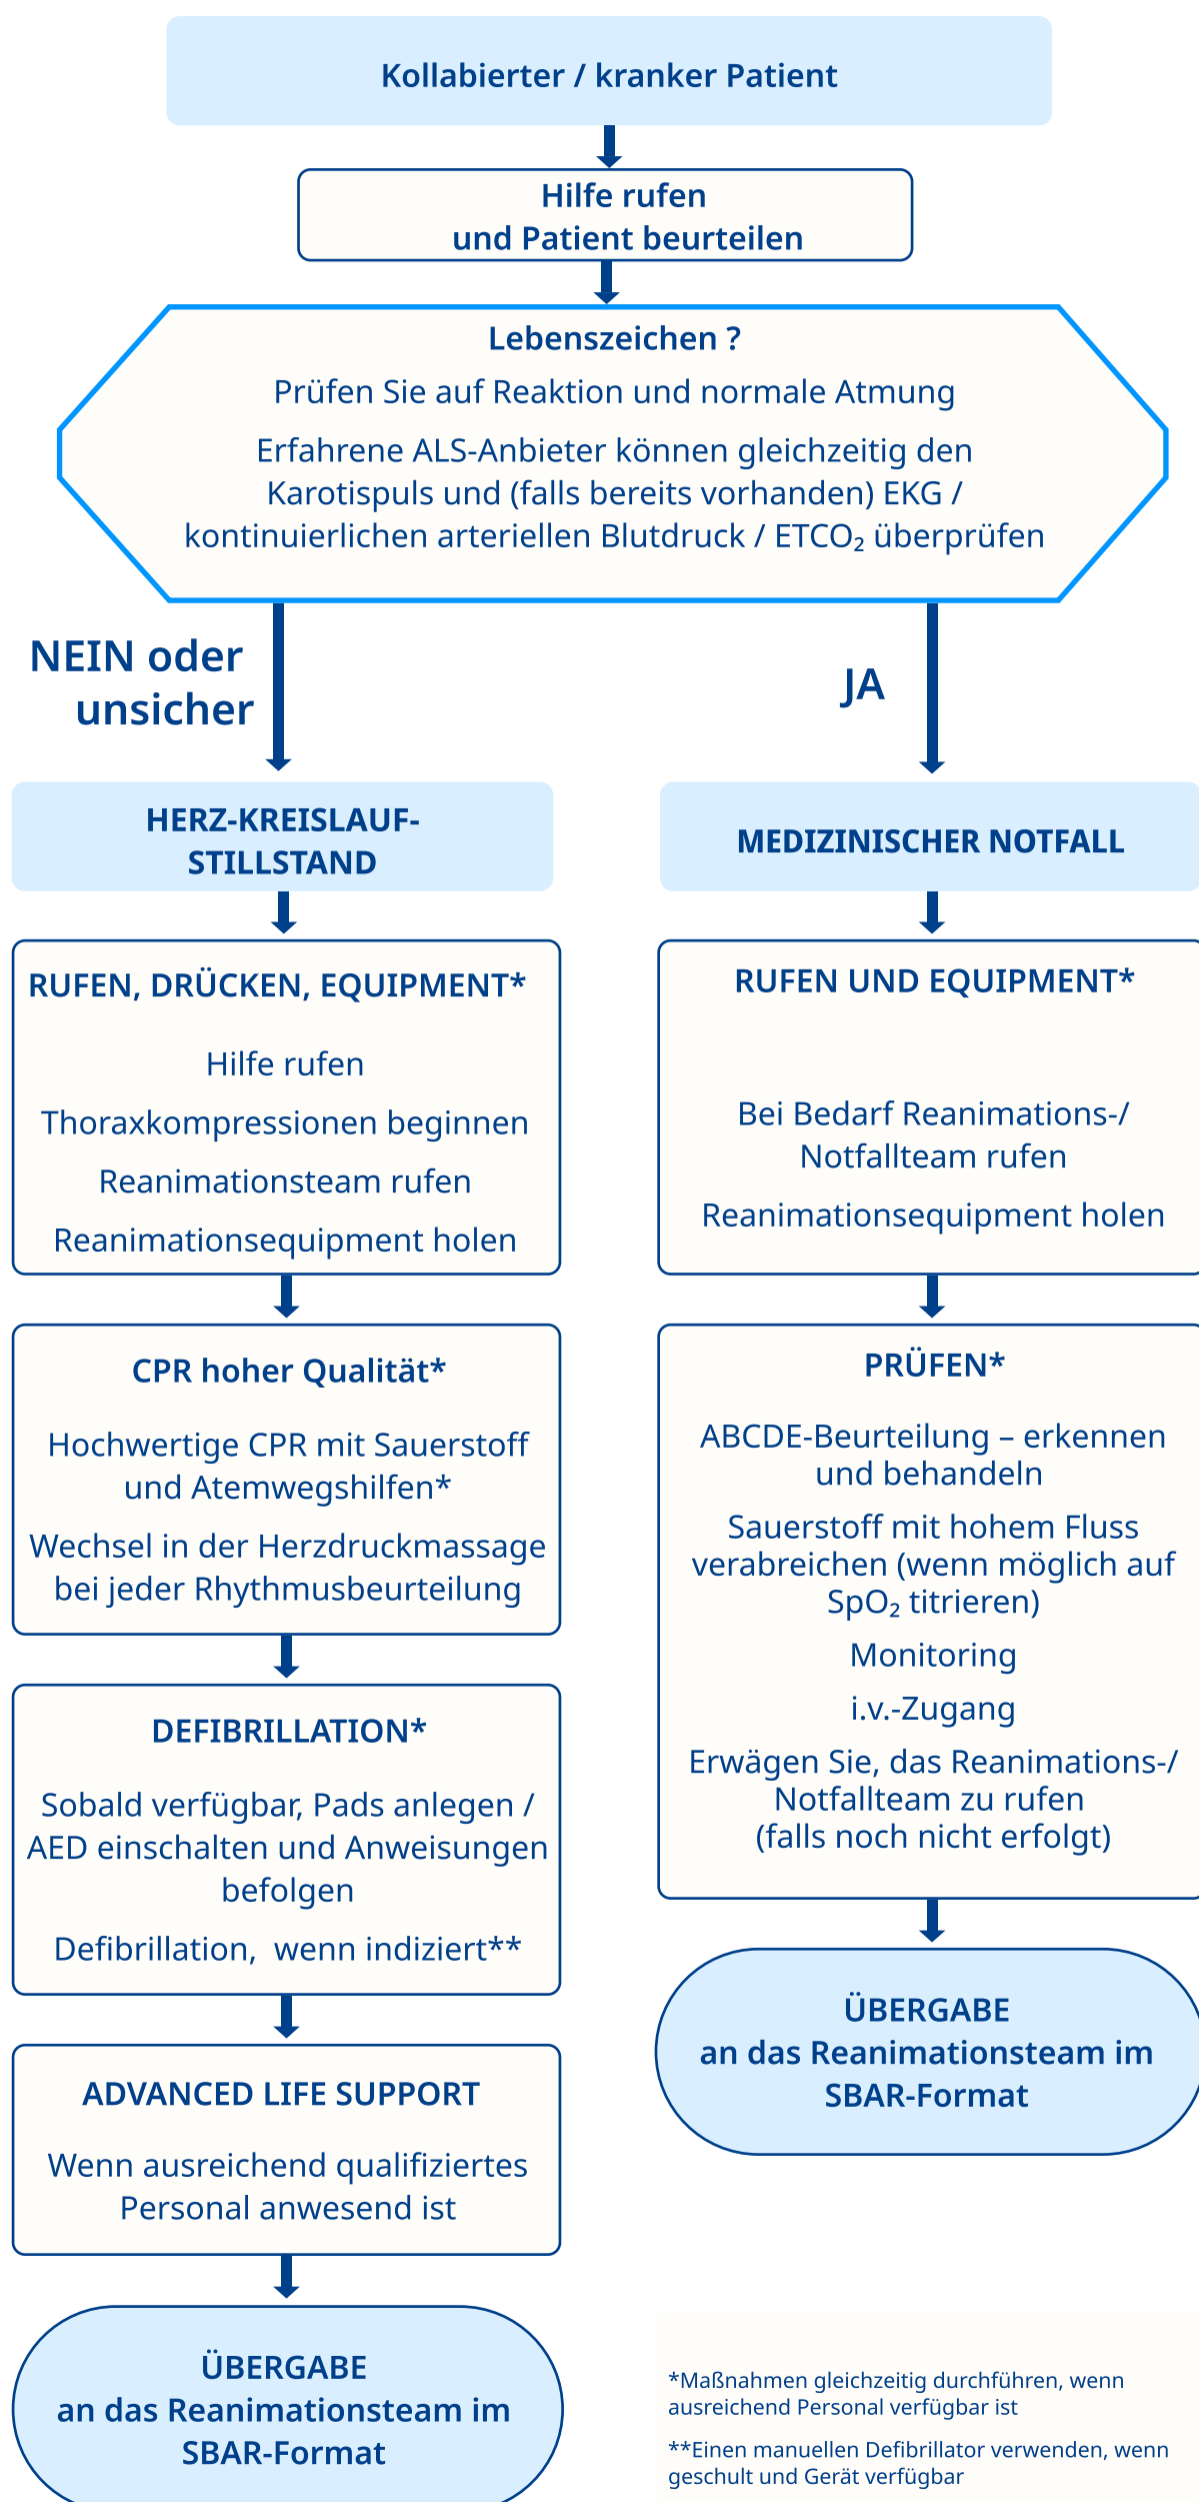 Kollabierter / kranker Patient
Hilfe rufen
und Patient beurteilen
Lebenszeichen ?
Prüfen Sie auf Reaktion und normale Atmung
Erfahrene ALS-Anbieter können gleichzeitig den
Karotispuls und (falls bereits vorhanden) EKG /
kontinuierlichen arteriellen Blutdruck / ETCO₂ überprüfen
NEIN oder
unsicher
JA
HERZ-KREISLAUF-
STILLSTAND
RUFEN, DRÜCKEN, EQUIPMENT*
Hilfe rufen
Thoraxkompressionen beginnen
Reanimationsteam rufen
Reanimationsequipment holen
CPR hoher Qualität*
Hochwertige CPR mit Sauerstoff
und Atemwegshilfen*
Wechsel in der Herzdruckmassage
bei jeder Rhythmusbeurteilung
DEFIBRILLATION*
Sobald verfügbar, Pads anlegen /
AED einschalten und Anweisungen
befolgen
Defibrillation,  wenn indiziert**
ADVANCED LIFE SUPPORT
Wenn ausreichend qualifiziertes
Personal anwesend ist
ÜBERGABE
an das Reanimationsteam im
SBAR-Format
MEDIZINISCHER NOTFALL
RUFEN UND EQUIPMENT*
Bei Bedarf Reanimations-/
Notfallteam rufen
Reanimationsequipment holen
PRÜFEN*
ABCDE-Beurteilung – erkennen
und behandeln
Sauerstoff mit hohem Fluss
verabreichen (wenn möglich auf
SpO₂ titrieren)
Monitoring
i.v.-Zugang
Erwägen Sie, das Reanimations-/
Notfallteam zu rufen
(falls noch nicht erfolgt)
ÜBERGABE
an das Reanimationsteam im
SBAR-Format
*Maßnahmen gleichzeitig durchführen, wenn
ausreichend Personal verfügbar ist
**Einen manuellen Defibrillator verwenden, wenn
geschult und Gerät verfügbar